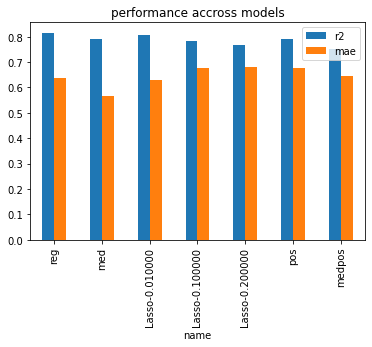 performance accross models
r2
mae
0.8
0.7
0.6
0.5
0.4
0.3
0.2
0.1
0.0
reg
med
Lasso-0.010000
Lasso-0.100000
Lasso-0.200000
pos
medpos
name